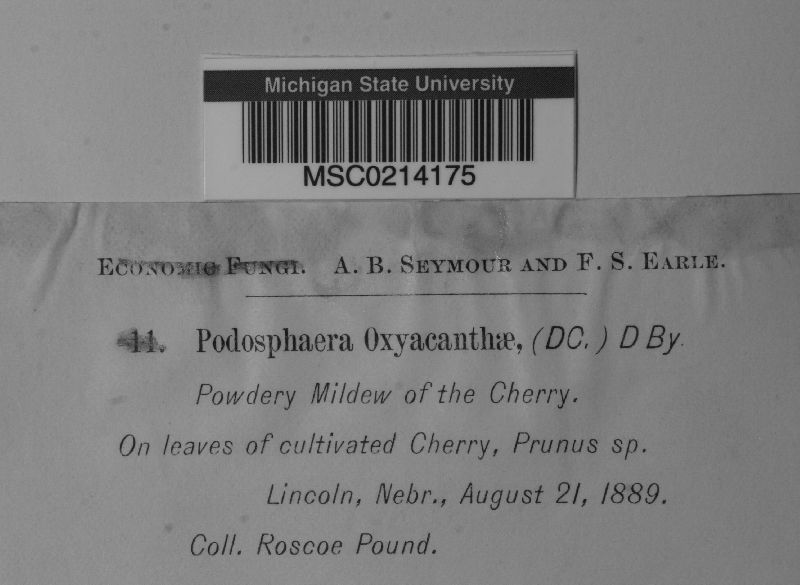 Michigan State University
MSC0214175
ECONOMIC FUNGI. A. B. SEYMOUR AND F. S. EARLE.
11. Podosphaera Oxyacanthæ, (DC.) D By.
Powdery Mildew of the Cherry.
On leaves of cultivated Cherry, Prunus sp.
Lincoln, Nebr., August 21, 1889.
Coll. Roscoe Pound.